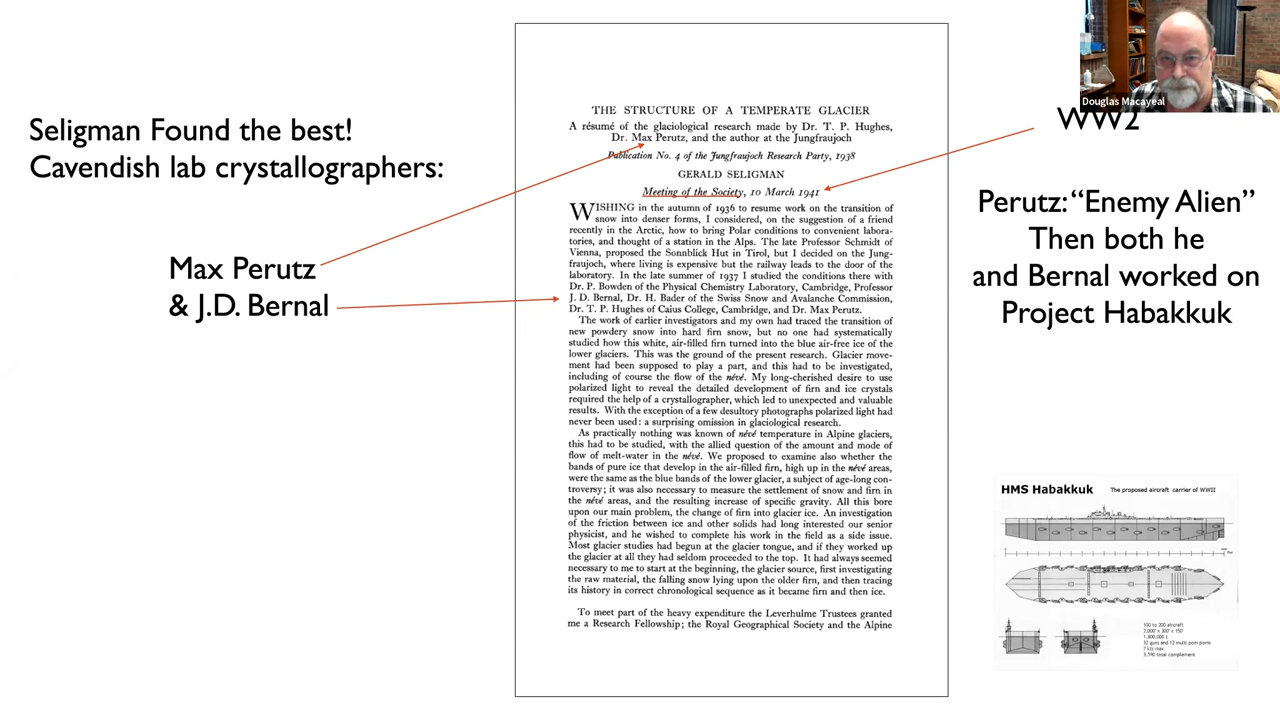 Seligman Found the best!
Cavendish lab crystallographers:
Max Perutz
& J.D. Bernal
THE STRUCTURE OF A TEMPERATE GLACIER
A résumé of the glaciological research made by Dr. T. P. Hughes,
Dr. Max Perutz, and the author at the Jungfraujoch
Publication No. 4 of the Jungfraujoch Research Party, 1938
GERALD SELIGMAN
Meeting of the Society, 10 March 1941
WISHING in the autumn of 1936 to resume work on the transition of
snow into denser forms, I considered, on the suggestion of a friend
recently in the Arctic, how to bring Polar conditions to convenient labora-
tories, and thought of a station in the Alps. The late Professor Schmidt of
Vienna, proposed the Sonnblick Hut in Tirol, but I decided on the Jung-
fraujoch, where living is expensive but the railway leads to the door of the
laboratory. In the late summer of 1937 I studied the conditions there with
Dr. P. Bowden of the Physical Chemistry Laboratory, Cambridge, Professor
J. D. Bernal, Dr. H. Bader of the Swiss Snow and Avalanche Commission,
Dr. T. P. Hughes of Caius College, Cambridge, and Dr. Max Perutz.
The work of earlier investigators and my own had traced the transition of
new powdery snow into hard firn snow, but no one had systematically
studied how this white, air-filled firn turned into the blue air-free ice of the
lower glaciers. This was the ground of the present research. Glacier move-
ment had been supposed to play a part, and this had to be investigated,
including of course the flow of the névé. My long-cherished desire to use
polarized light to reveal the detailed development of firn and ice crystals
required the help of a crystallographer, which led to unexpected and valuable
results. With the exception of a few desultory photographs polarized light had
never been used: a surprising omission in glaciological research.
As practically nothing was known of névé temperature in Alpine glaciers,
this had to be studied, with the allied question of the amount and mode of
flow of melt-water in the névé. We proposed to examine also whether the
bands of pure ice that develop in the air-filled firn, high up in the névé areas,
were the same as the blue bands of the lower glacier, a subject of age-long con-
troversy; it was also necessary to measure the settlement of snow and firn in
the névé areas, and the resulting increase of specific gravity. All this bore
upon our main problem, the change of firn into glacier ice. An investigation
of the friction between ice and other solids had long interested our senior
physicist, and he wished to complete his work in the field as a side issue.
Most glacier studies had begun at the glacier tongue, and if they worked up
the glacier at all they had seldom proceeded to the top. It had always seemed
necessary to me to start at the beginning, the glacier source, first investigating
the raw material, the falling snow lying upon the older firn, and then tracing
its history in correct chronological sequence as it became firn and then ice.
To meet part of the heavy expenditure the Leverhulme Trustees granted
me a Research Fellowship; the Royal Geographical Society and the Alpine
Douglas Macayeal
WW2
Perutz: “Enemy Alien”
Then both he
and Bernal worked on
Project Habakkuk
HMS Habakkuk
The proposed aircraft carrier of WWII
100 to 200 aircraft
2.000' x 300' x 150'
1.800.000 t
32 guns and 12 multi pom poms
7 kts max
3.590 total complement